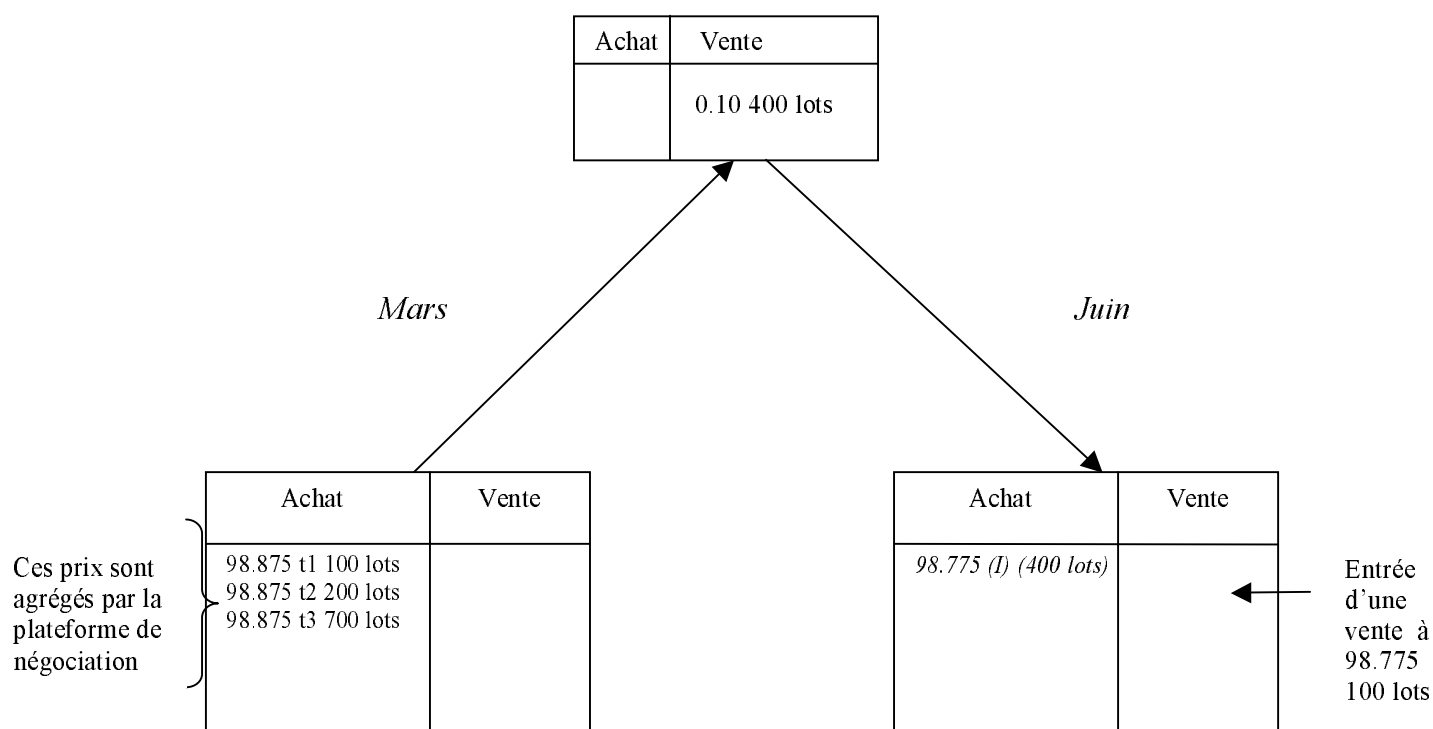 Achat Vente
0.10 400 lots
Mars
Juin
Achat Vente
98.875 t1 100 lots
98.875 t2 200 lots
98.875 t3 700 lots
Ces prix sont
agrégés par la
plateforme de
négociation
Achat Vente
98.775 (I) (400 lots)
Entrée
d’une
vente à
98.775
100 lots